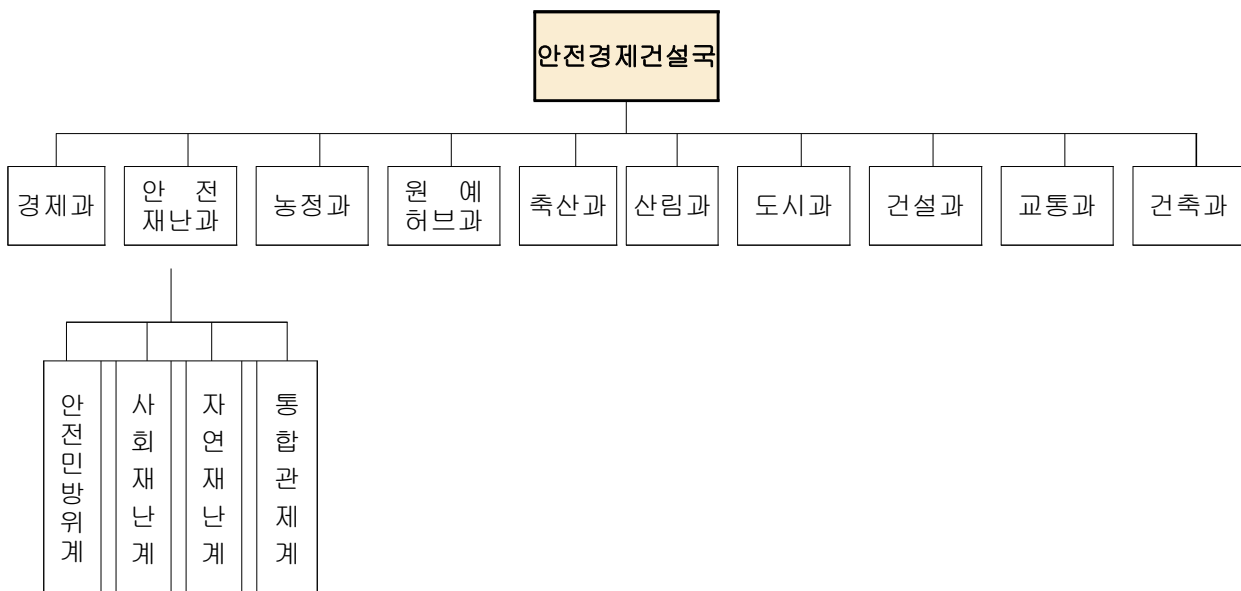 안전경제건설국
경제과
안 전
재난과
농정과
원 예
허브과
축산과
산림과
도시과
건설과
교통과
건축과
안전민방위계
사회재난계
자연재난계
통합관제계